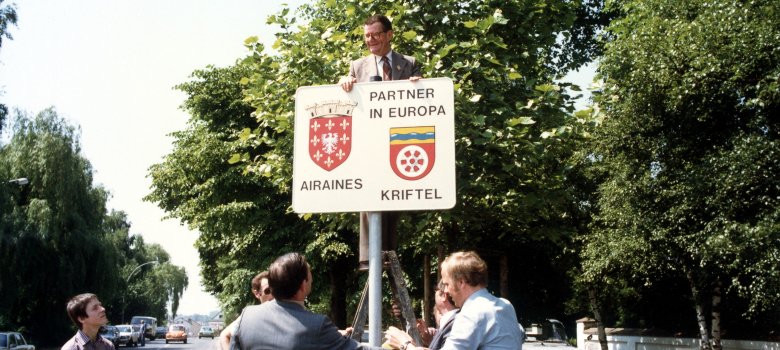 PARTNER
IN EUROPA
AIRAINES
KRIFTEL